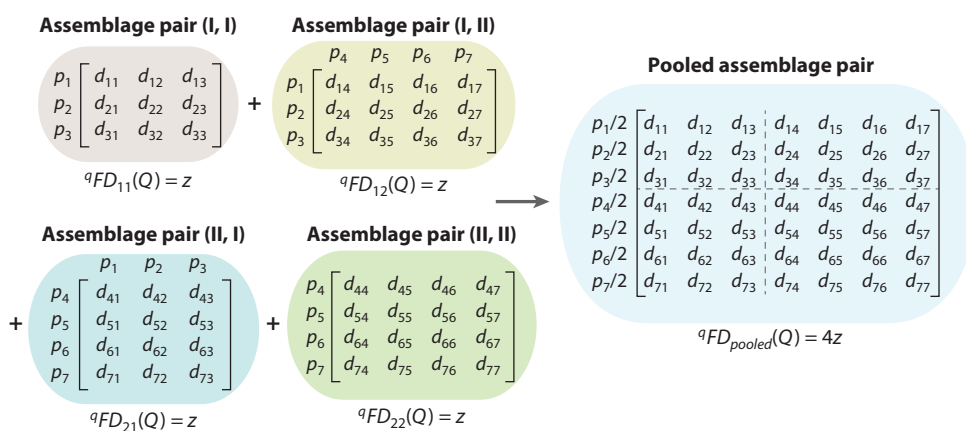 Assemblage pair (I, I)
p₁ d₁₁ d₁₂ d₁₃
p₂ d₂₁ d₂₂ d₂₃
p₃ d₃₁ d₃₂ d₃₃
qFD₁₁(Q) = z
+
Assemblage pair (I, II)
p₄ p₅ p₆ p₇
p₁ d₁₄ d₁₅ d₁₆ d₁₇
p₂ d₂₄ d₂₅ d₂₆ d₂₇
p₃ d₃₄ d₃₅ d₃₆ d₃₇
qFD₁₂(Q) = z
+
Assemblage pair (II, I)
p₁ p₂ p₃
p₄ d₄₁ d₄₂ d₄₃
p₅ d₅₁ d₅₂ d₅₃
p₆ d₆₁ d₆₂ d₆₃
p₇ d₇₁ d₇₂ d₇₃
qFD₂₁(Q) = z
+
Assemblage pair (II, II)
p₄ d₄₄ d₄₅ d₄₆ d₄₇
p₅ d₅₄ d₅₅ d₅₆ d₅₇
p₆ d₆₄ d₆₅ d₆₆ d₆₇
p₇ d₇₄ d₇₅ d₇₆ d₇₇
qFD₂₂(Q) = z
Pooled assemblage pair
p₁/2 d₁₁ d₁₂ d₁₃ d₁₄ d₁₅ d₁₆ d₁₇
p₂/2 d₂₁ d₂₂ d₂₃ d₂₄ d₂₅ d₂₆ d₂₇
p₃/2 d₃₁ d₃₂ d₃₃ d₃₄ d₃₅ d₃₆ d₃₇
p₄/2 d₄₁ d₄₂ d₄₃ d₄₄ d₄₅ d₄₆ d₄₇
p₅/2 d₅₁ d₅₂ d₅₃ d₅₄ d₅₅ d₅₆ d₅₇
p₆/2 d₆₁ d₆₂ d₆₃ d₆₄ d₆₅ d₆₆ d₆₇
p₇/2 d₇₁ d₇₂ d₇₃ d₇₄ d₇₅ d₇₆ d₇₇
qFDpooled(Q) = 4z